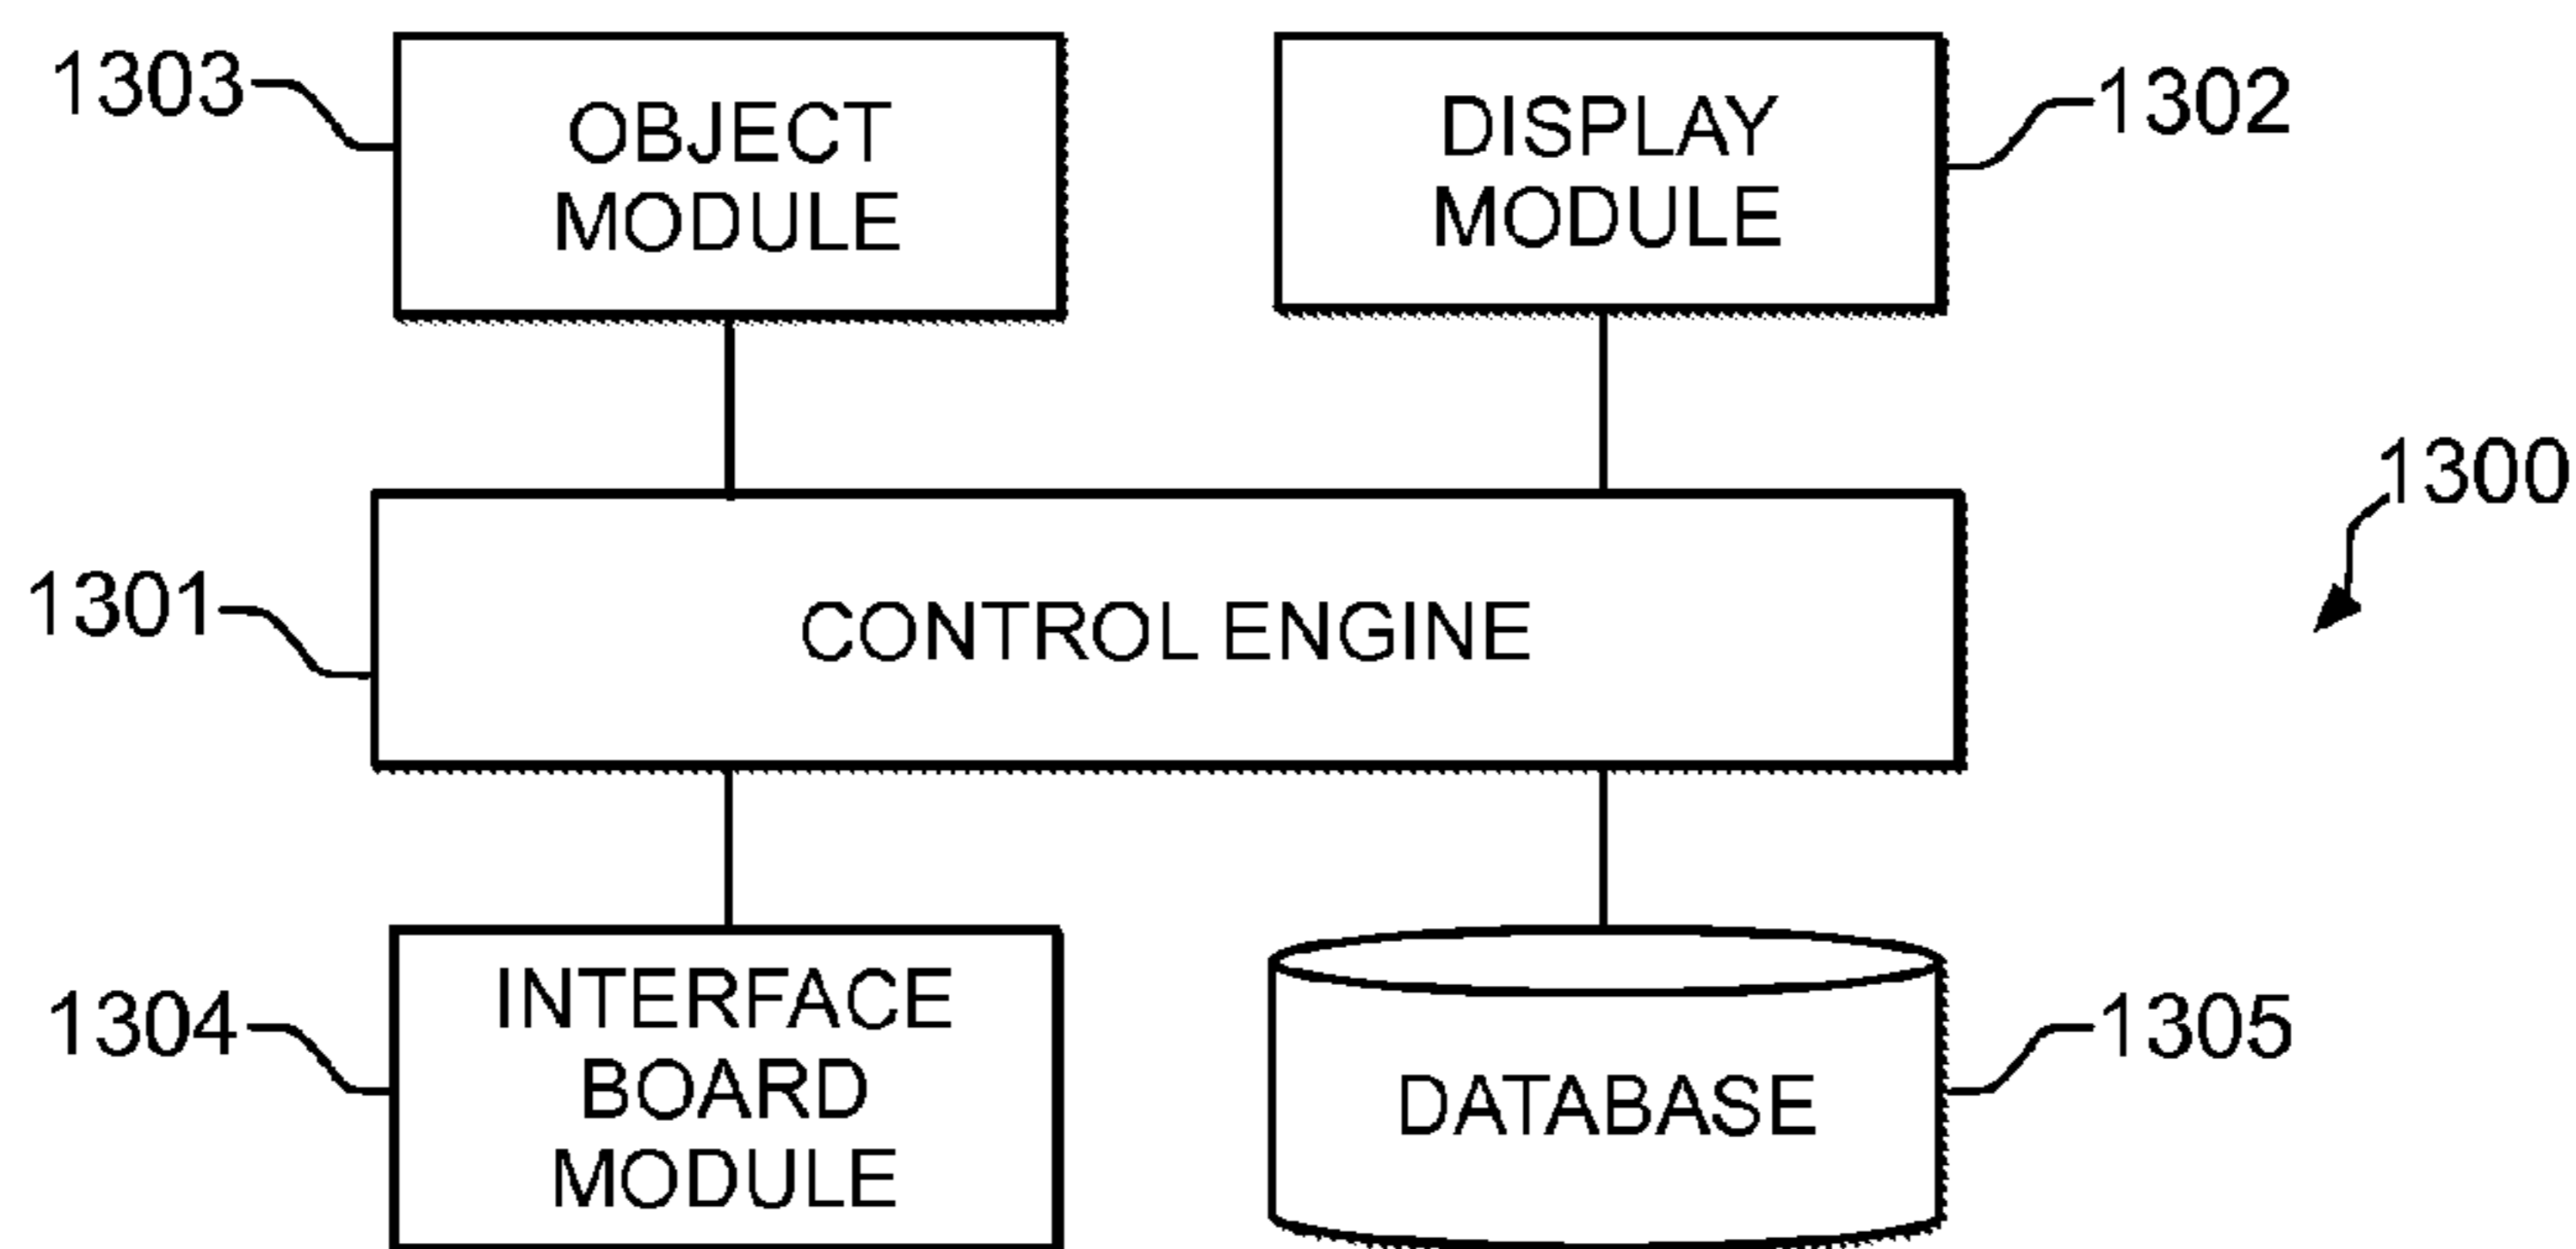 1303
OBJECT
MODULE
DISPLAY
MODULE
1302
1300
1301
CONTROL ENGINE
1304
INTERFACE
BOARD
MODULE
DATABASE
1305